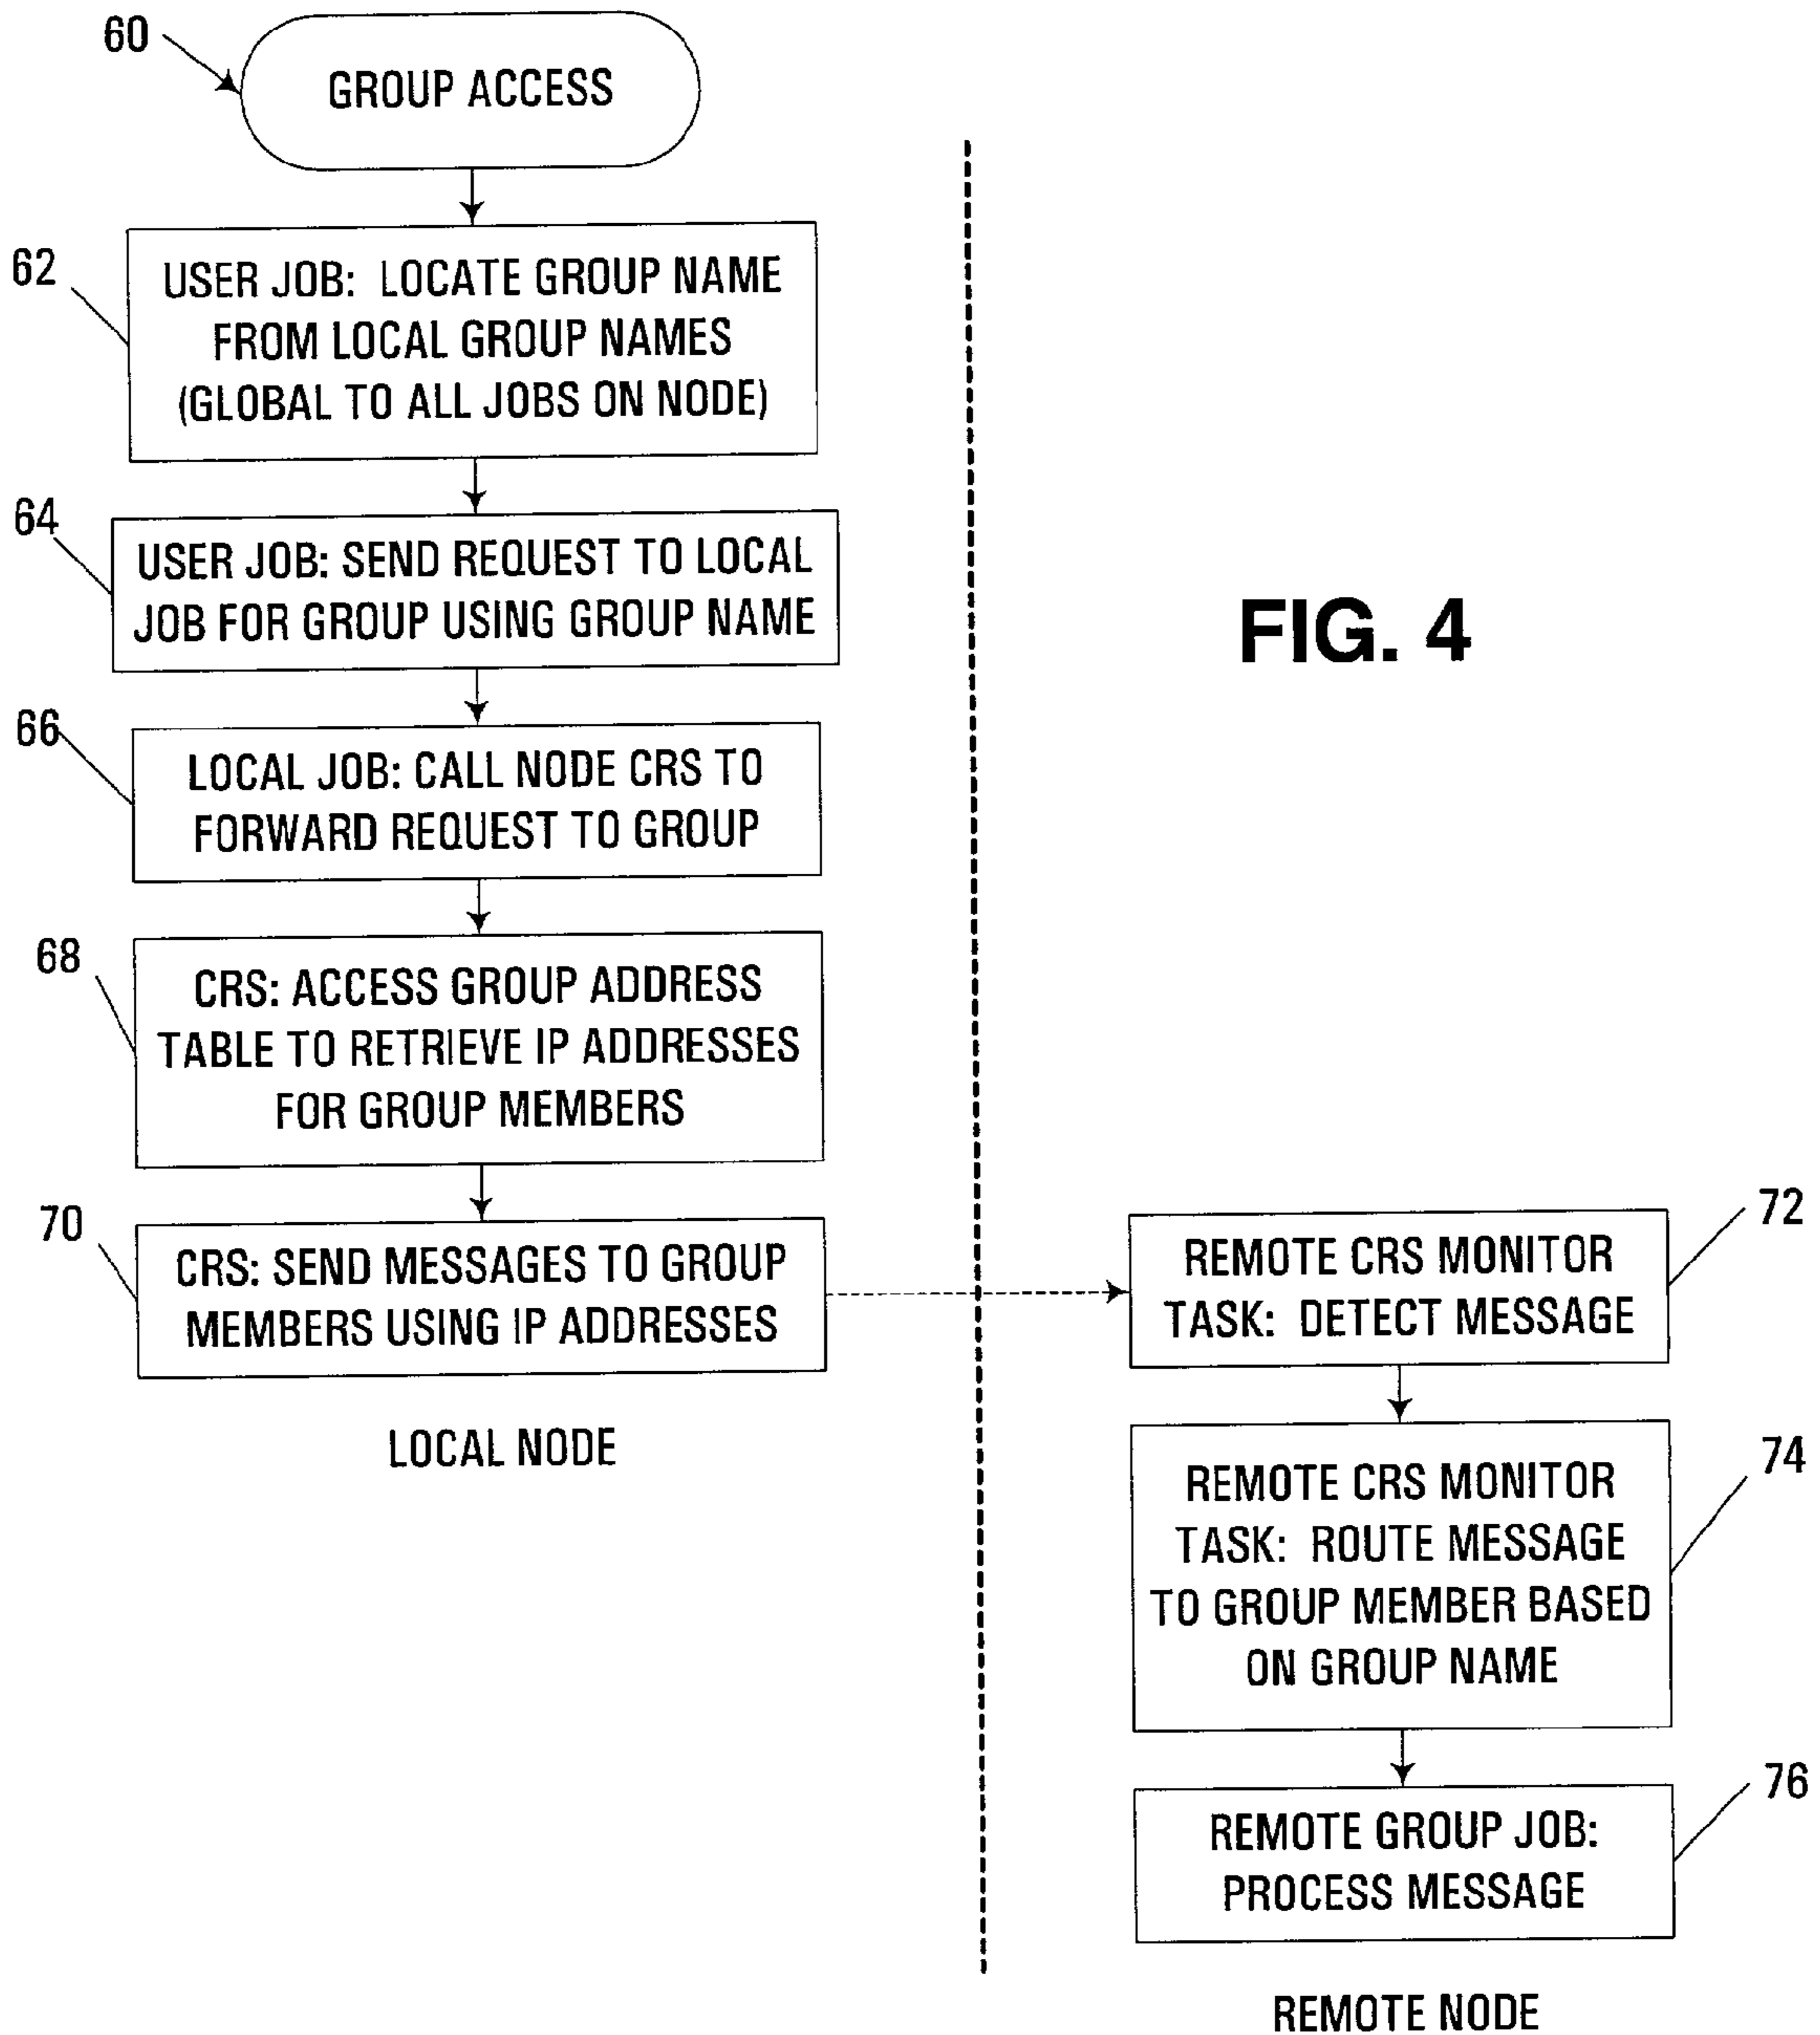 60
GROUP ACCESS
62
USER JOB: LOCATE GROUP NAME
FROM LOCAL GROUP NAMES
(GLOBAL TO ALL JOBS ON NODE)
64
USER JOB: SEND REQUEST TO LOCAL
JOB FOR GROUP USING GROUP NAME
66
LOCAL JOB: CALL NODE CRS TO
FORWARD REQUEST TO GROUP
68
CRS: ACCESS GROUP ADDRESS
TABLE TO RETRIEVE IP ADDRESSES
FOR GROUP MEMBERS
70
CRS: SEND MESSAGES TO GROUP
MEMBERS USING IP ADDRESSES
LOCAL NODE
FIG. 4
72
REMOTE CRS MONITOR
TASK: DETECT MESSAGE
74
REMOTE CRS MONITOR
TASK: ROUTE MESSAGE
TO GROUP MEMBER BASED
ON GROUP NAME
76
REMOTE GROUP JOB:
PROCESS MESSAGE
REMOTE NODE